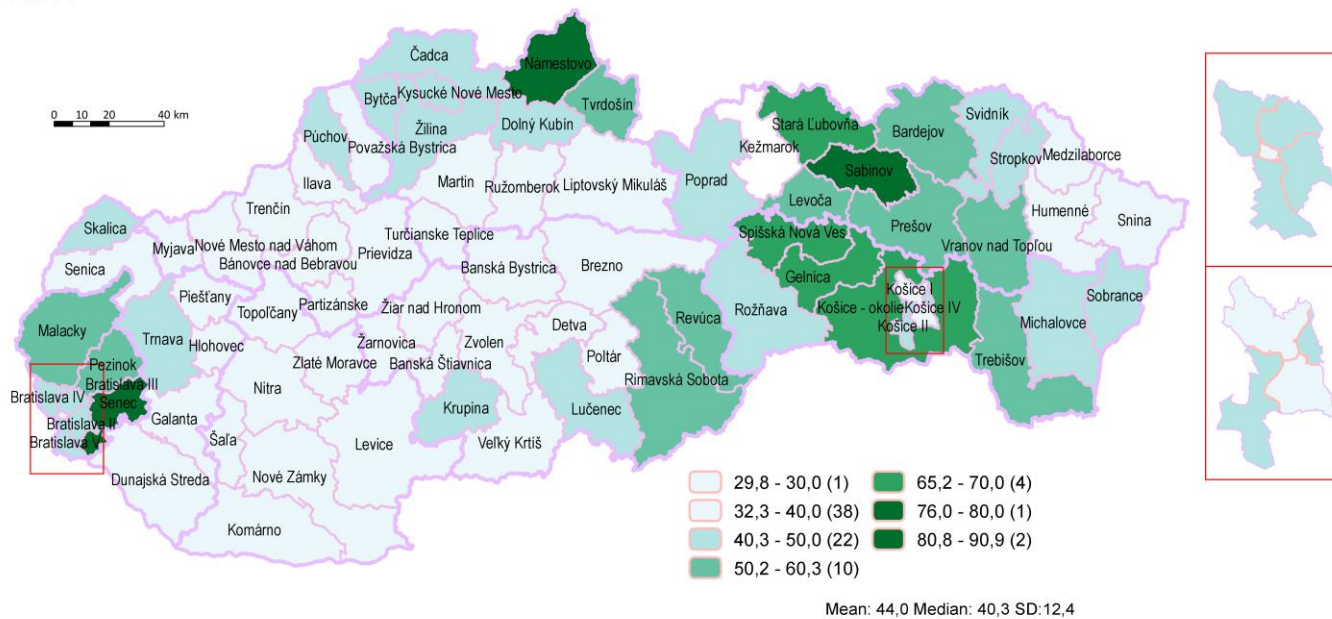 Čadca
Námestovo
Bytča
Kysucké Nové Mesto
Tvrdošín
0
20
40 km
Púchov
Žilina
Dolný Kubín
Považská Bystrica
Stará Ľubovňa
Bardejov
Svidník
Kežmarok
Stropkov
Medzilaborce
Ilava
Martin
Ružomberok
Liptovský Mikuláš
Poprad
Sabinov
Trenčín
Levoča
Humenné
Snina
Skalica
Prešov
Myjava
Nové Mesto nad Váhom
Prievidza
Turčianske Teplice
Spišská Nová Ves
Vranov nad Topľou
Senica
Bánovce nad Bebravou
Banská Bystrica
Brezno
Gelnica
Piešťany
Partizánske
Topoľčany
Žiar nad Hronom
Košice I
Sobrance
Malacky
Trnava
Rožňava
Košice - okolie
Košice IV
Michalovce
Hlohovec
Žarnovica
Detva
Revúca
Košice II
Zvolen
Pezinok
Zlaté Moravce
Banská Štiavnica
Poltár
Trebišov
Bratislava III
Nitra
Rimavská Sobota
Bratislava IV
Senec
Krupina
Lučenec
Galanta
Bratislava II
Šaľa
Levice
Veľký Krtíš
Bratislava V
Dunajská Streda
Nové Zámky
Komárno
29,8 - 30,0 (1)
32,3 - 40,0 (38)
40,3 - 50,0 (22)
50,2 - 60,3 (10)
65,2 - 70,0 (4)
76,0 - 80,0 (1)
80,8 - 90,9 (2)
Mean: 44,0 Median: 40,3 SD:12,4